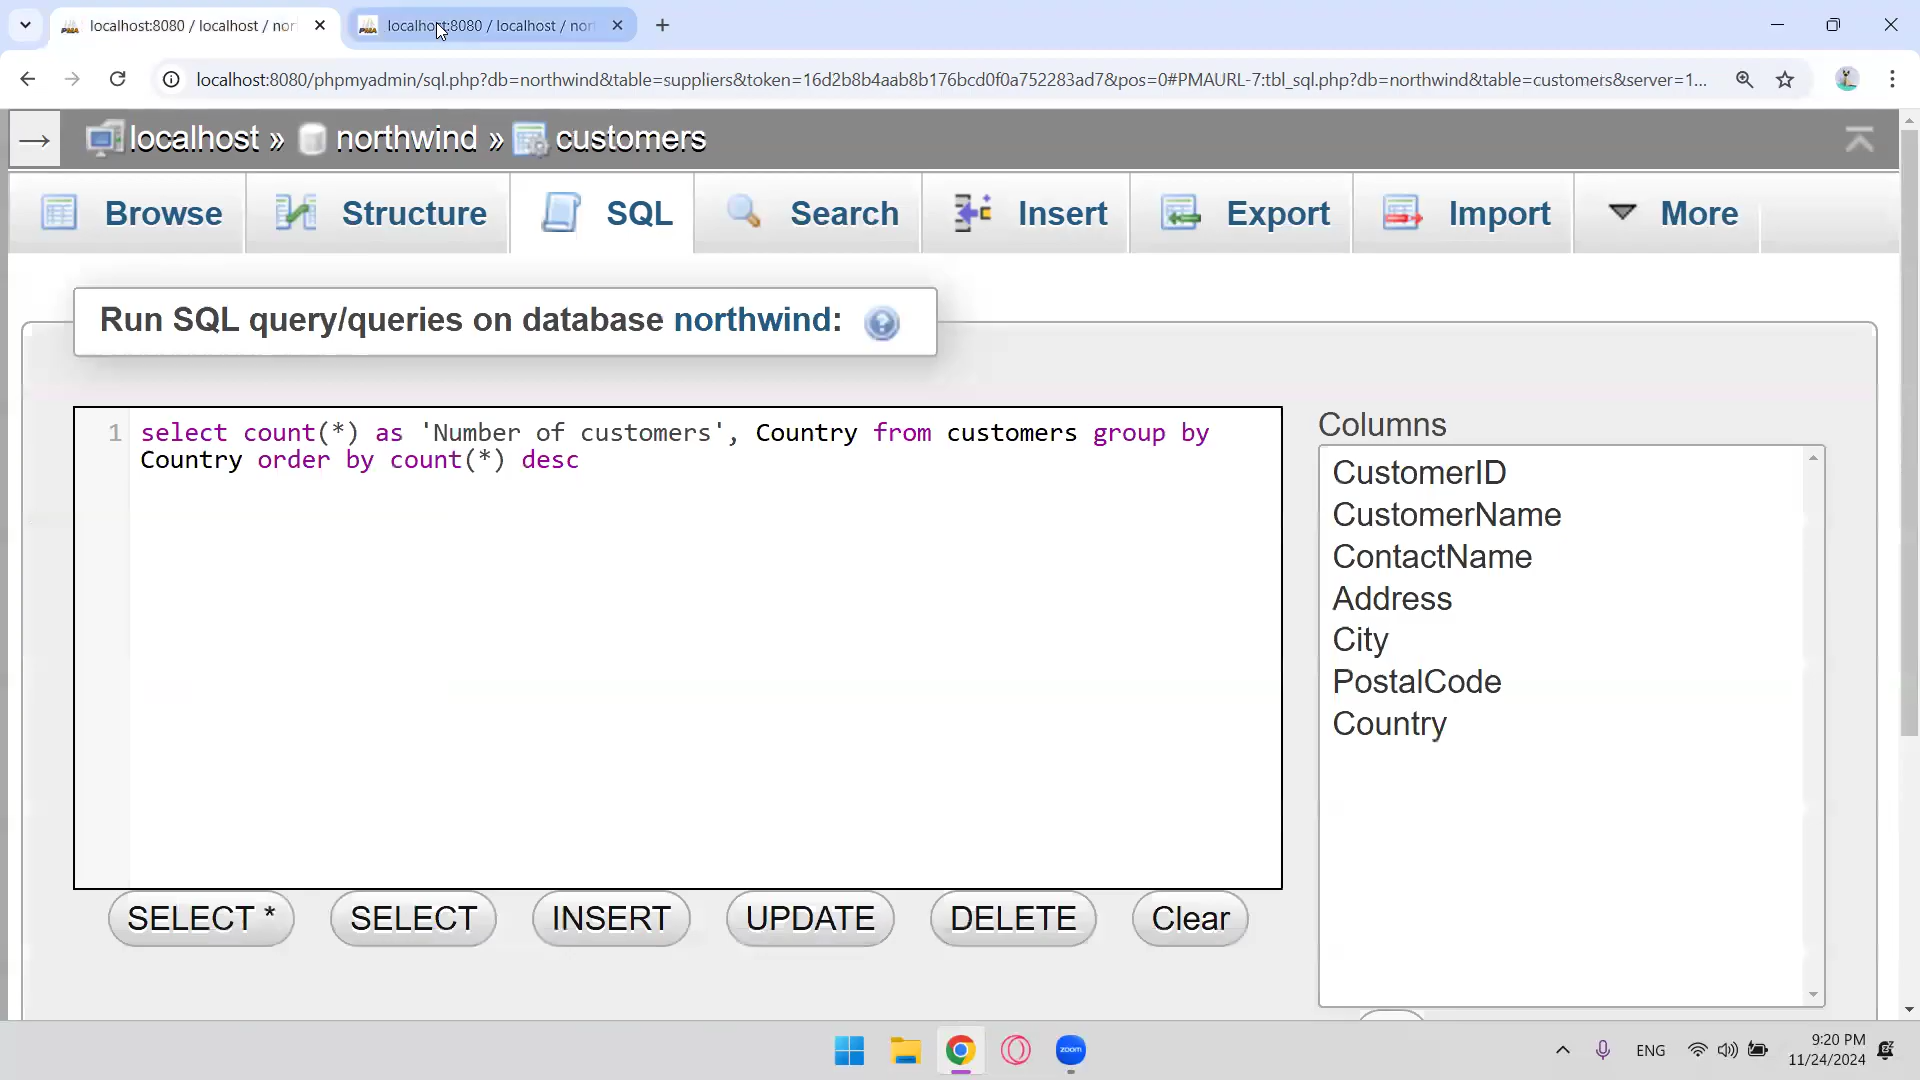 localhost:8080 / localhost / nor
localhost:8080 / localhost / nor
localhost:8080/phpmyadmin/sql.php?db=northwind&table=suppliers&token=16d2b8b4aab8b176bcd0f0a752283ad7&pos=0#PMAURL-7:tbl_sql.php?db=northwind&table=customers&server=1...
localhost » northwind » customers
Browse Structure SQL Search Insert Export Import More
Run SQL query/queries on database northwind:
1 select count(*) as 'Number of customers', Country from customers group by
Country order by count(*) desc
Columns
CustomerID
CustomerName
ContactName
Address
City
PostalCode
Country
SELECT * SELECT INSERT UPDATE DELETE Clear
zoom
ENG
9:20 PM
11/24/2024